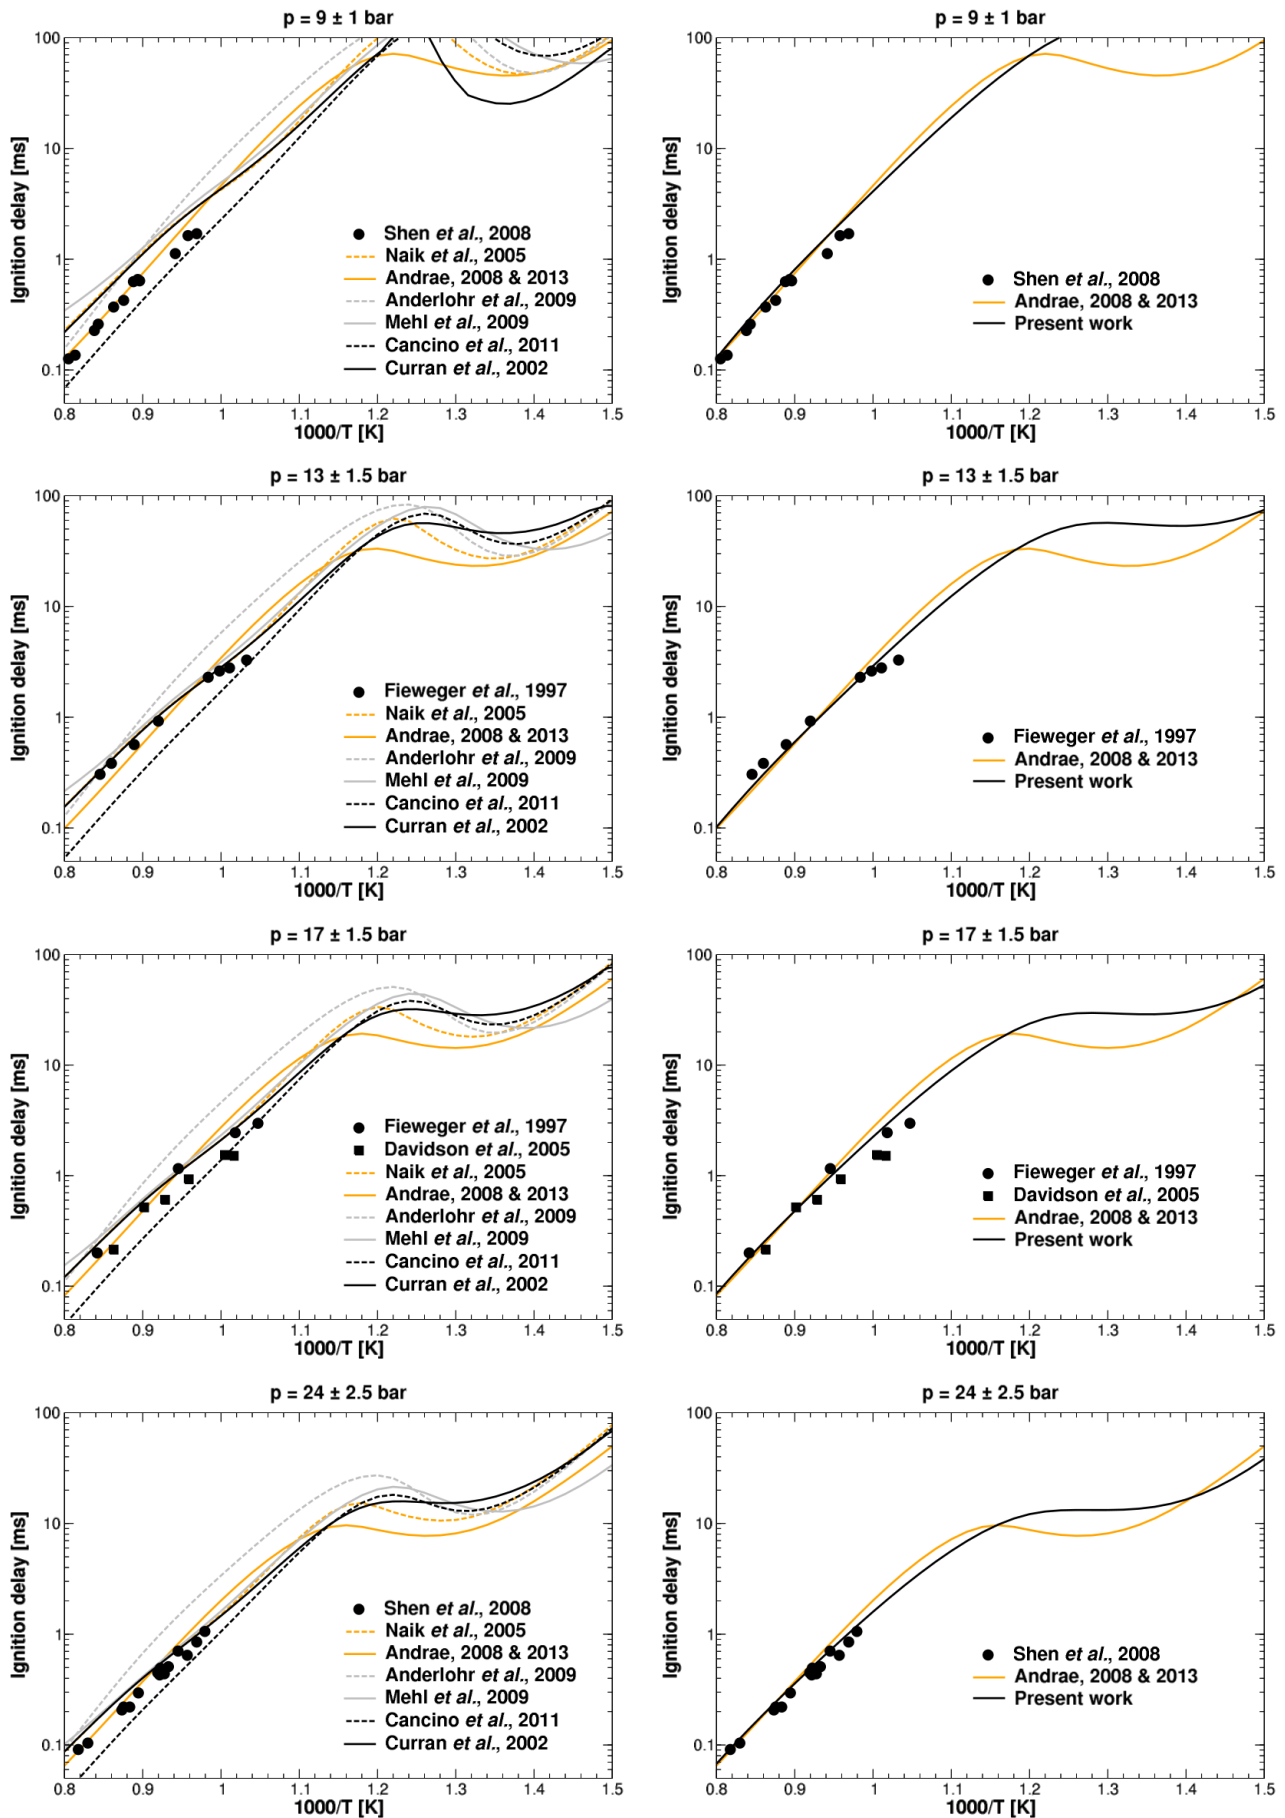 p = 9 ± 1 bar
Ignition delay [ms]
100
10
1
0.1
Shen et al., 2008
Naik et al., 2005
Andrae, 2008 & 2013
Anderlohr et al., 2009
Mehl et al., 2009
Cancino et al., 2011
Curran et al., 2002
0.8 0.9 1 1.1 1.2 1.3 1.4 1.5
1000/T [K]
p = 9 ± 1 bar
Ignition delay [ms]
100
10
1
0.1
Shen et al., 2008
Andrae, 2008 & 2013
Present work
0.8 0.9 1 1.1 1.2 1.3 1.4 1.5
1000/T [K]
p = 13 ± 1.5 bar
Ignition delay [ms]
100
10
1
0.1
Fieweger et al., 1997
Naik et al., 2005
Andrae, 2008 & 2013
Anderlohr et al., 2009
Mehl et al., 2009
Cancino et al., 2011
Curran et al., 2002
0.8 0.9 1 1.1 1.2 1.3 1.4 1.5
1000/T [K]
p = 13 ± 1.5 bar
Ignition delay [ms]
100
10
1
0.1
Fieweger et al., 1997
Andrae, 2008 & 2013
Present work
0.8 0.9 1 1.1 1.2 1.3 1.4 1.5
1000/T [K]
p = 17 ± 1.5 bar
Ignition delay [ms]
100
10
1
0.1
Fieweger et al., 1997
Davidson et al., 2005
Naik et al., 2005
Andrae, 2008 & 2013
Anderlohr et al., 2009
Mehl et al., 2009
Cancino et al., 2011
Curran et al., 2002
0.8 0.9 1 1.1 1.2 1.3 1.4 1.5
1000/T [K]
p = 17 ± 1.5 bar
Ignition delay [ms]
100
10
1
0.1
Fieweger et al., 1997
Davidson et al., 2005
Andrae, 2008 & 2013
Present work
0.8 0.9 1 1.1 1.2 1.3 1.4 1.5
1000/T [K]
p = 24 ± 2.5 bar
Ignition delay [ms]
100
10
1
0.1
Shen et al., 2008
Naik et al., 2005
Andrae, 2008 & 2013
Anderlohr et al., 2009
Mehl et al., 2009
Cancino et al., 2011
Curran et al., 2002
0.8 0.9 1 1.1 1.2 1.3 1.4 1.5
1000/T [K]
p = 24 ± 2.5 bar
Ignition delay [ms]
100
10
1
0.1
Shen et al., 2008
Andrae, 2008 & 2013
Present work
0.8 0.9 1 1.1 1.2 1.3 1.4 1.5
1000/T [K]